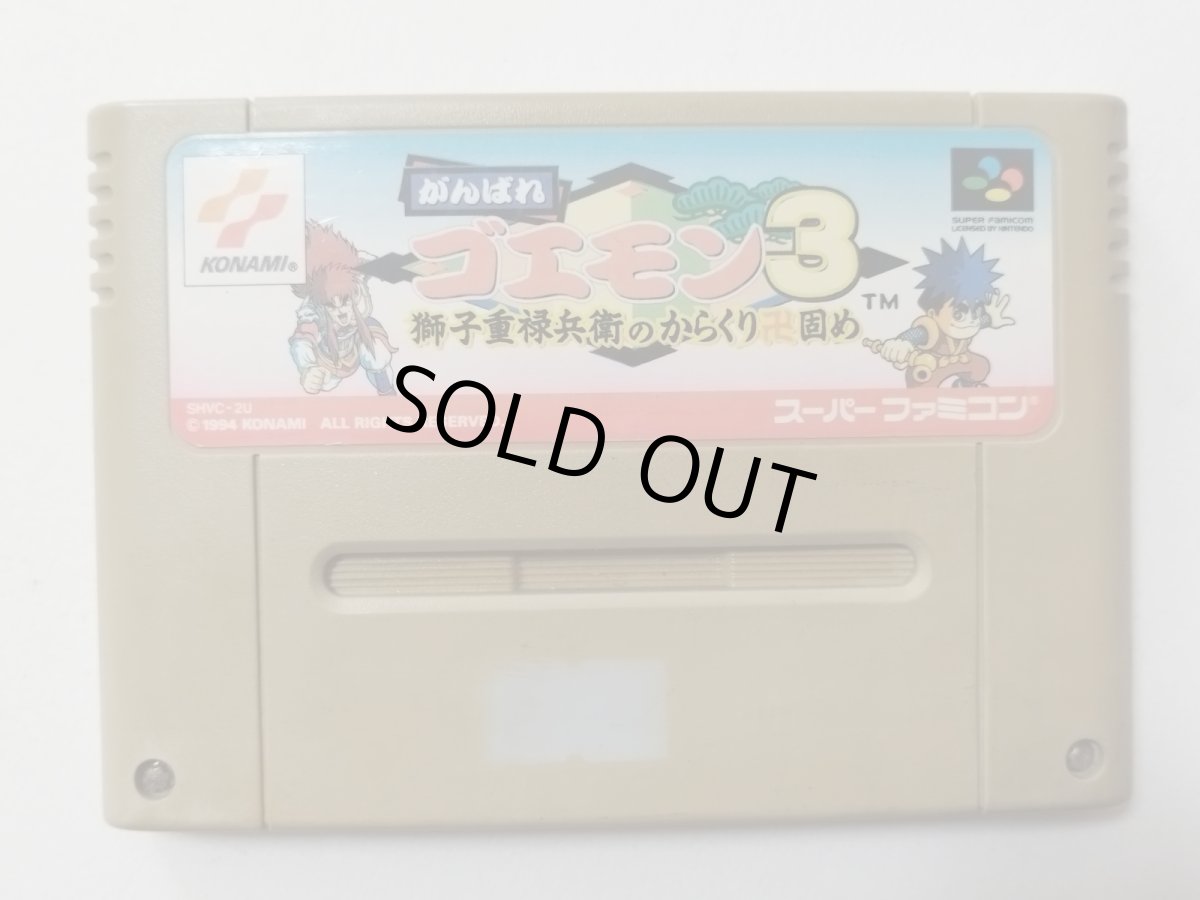 KONAMI®
がんばれ
ゴエモン3
TM
獅子重禄兵衛のからくり卍固め
SUPER FAMICOM
LICENSED BY NINTENDO
SHVC-2U
© 1994 KONAMI ALL RIGHTS RESERVED.
スーパーファミコン®
SOLD OUT